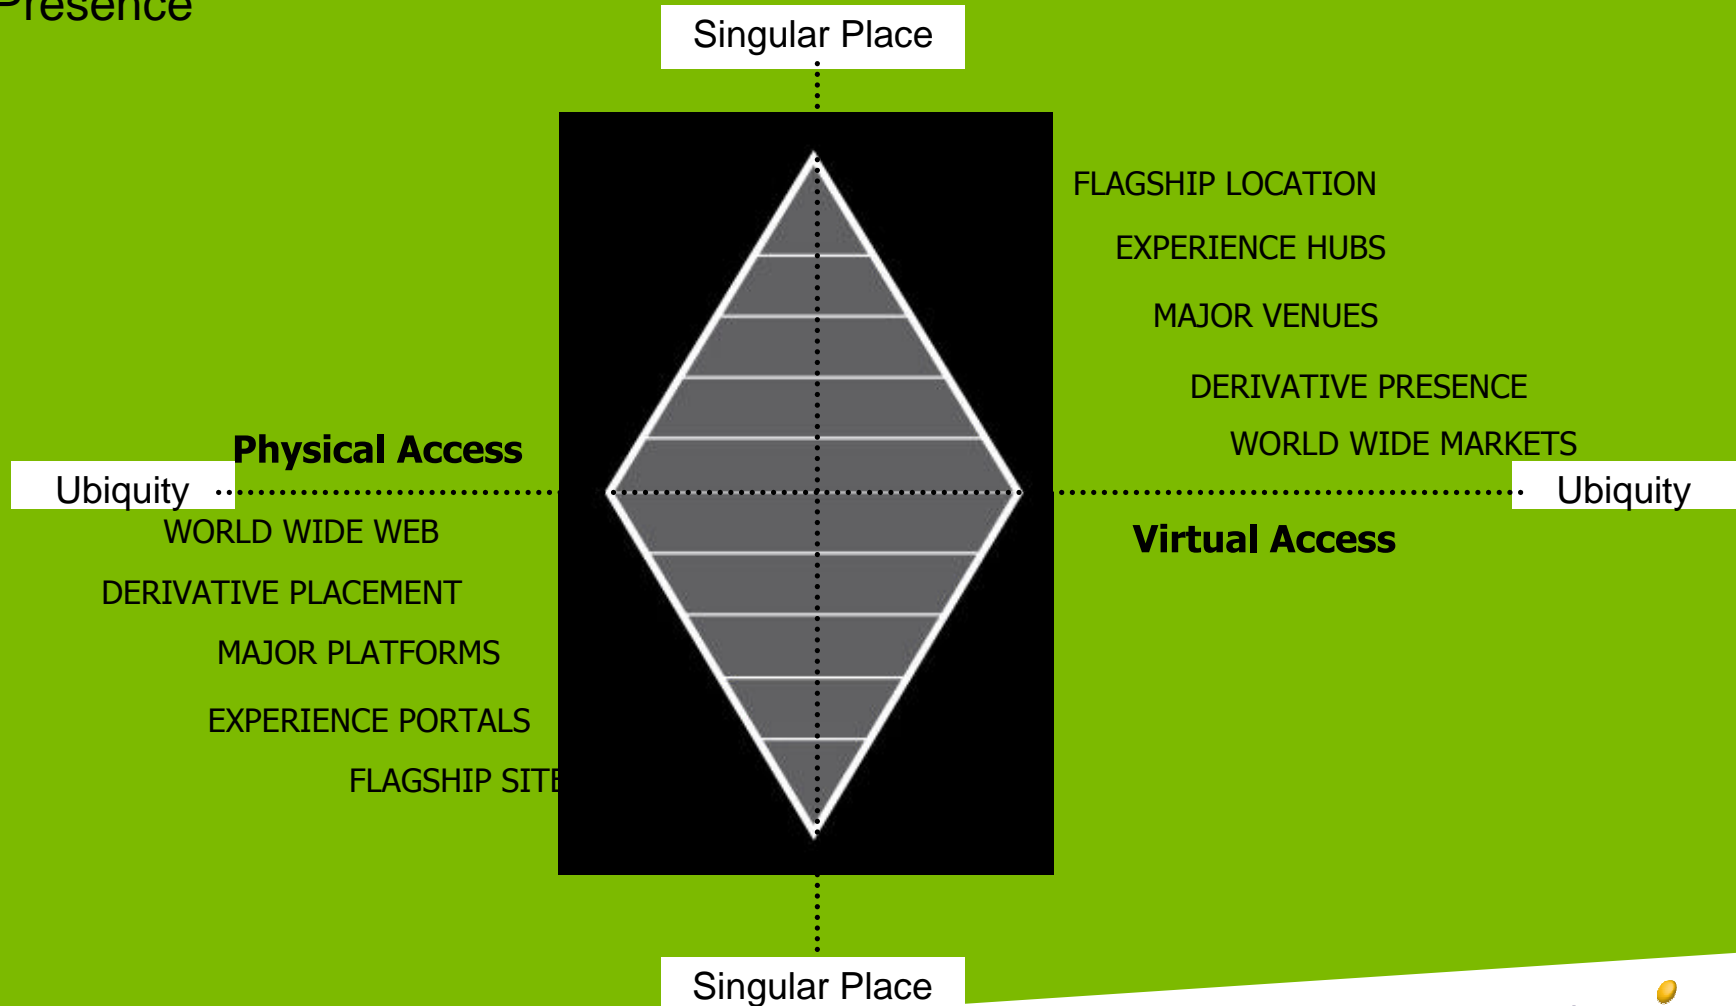 Presence
Singular Place
FLAGSHIP LOCATION
EXPERIENCE HUBS
MAJOR VENUES
DERIVATIVE PRESENCE
WORLD WIDE MARKETS
Physical Access
Ubiquity
Ubiquity
WORLD WIDE WEB
Virtual Access
DERIVATIVE PLACEMENT
MAJOR PLATFORMS
EXPERIENCE PORTALS
FLAGSHIP SITE
Singular Place